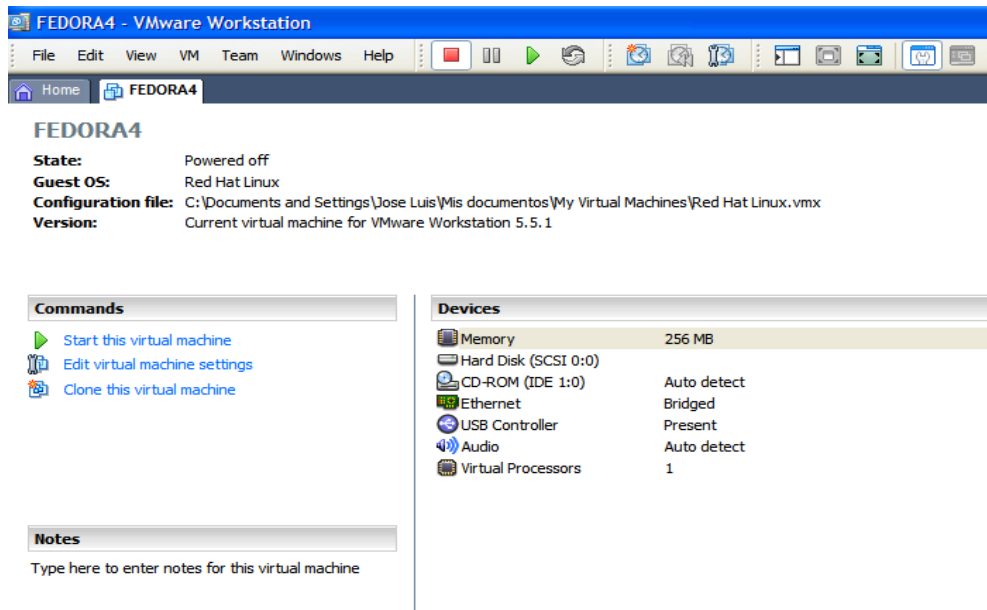 FEDORA4 - VMware Workstation
File Edit View VM Team Windows Help
Home FEDORA4
FEDORA4
State: Powered off
Guest OS: Red Hat Linux
Configuration file: C:\Documents and Settings\Jose Luis\Mis documentos\My Virtual Machines\Red Hat Linux.vmx
Version: Current virtual machine for VMware Workstation 5.5.1
Commands
Start this virtual machine
Edit virtual machine settings
Clone this virtual machine
Notes
Type here to enter notes for this virtual machine
Devices
Memory 256 MB
Hard Disk (SCSI 0:0)
CD-ROM (IDE 1:0) Auto detect
Ethernet Bridged
USB Controller Present
Audio Auto detect
Virtual Processors 1